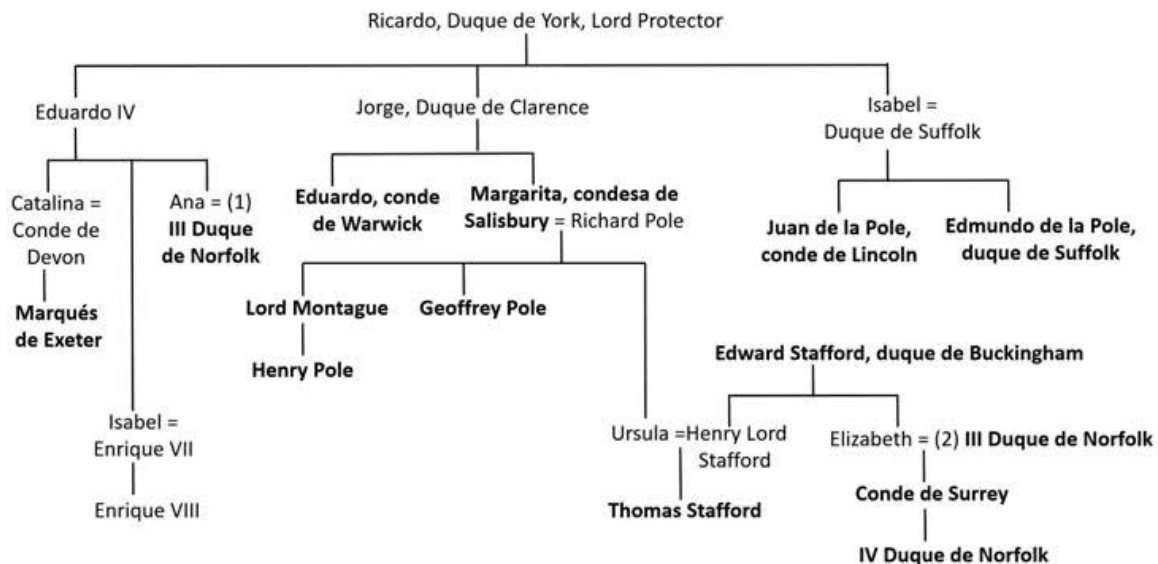 Ricardo, Duque de York, Lord Protector
Eduardo IV
Jorge, Duque de Clarence
Isabel =
Duque de Suffolk
Catalina =
Conde de
Devon
Ana = (1)
III Duque
de Norfolk
Eduardo, conde
de Warwick
Margarita, condesa de
Salisbury = Richard Pole
Juan de la Pole,
conde de Lincoln
Edmundo de la Pole,
duque de Suffolk
Marqués
de Exeter
Lord Montague
Geoffrey Pole
Henry Pole
Edward Stafford, duque de Buckingham
Isabel =
Enrique VII
Ursula =Henry Lord
Stafford
Elizabeth = (2) III Duque de Norfolk
Enrique VIII
Thomas Stafford
Conde de Surrey
IV Duque de Norfolk